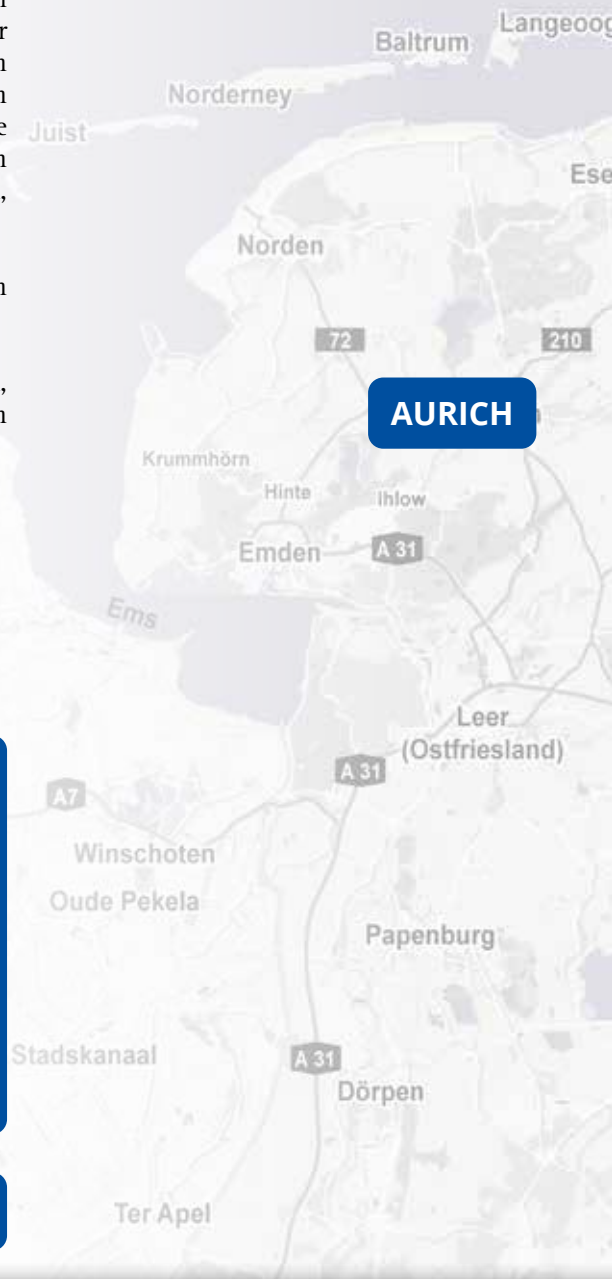 Langeoog
Baltrum
Norderney
Juist
Ese
Norden
72
210
AURICH
Krummhörn
Hinte
Ihlow
Emden
A 31
Ems
Leer
(Ostfriesland)
A 31
A7
Winschoten
Oude Pekela
Papenburg
Stadskanaal
A 31
Dörpen
Ter Apel